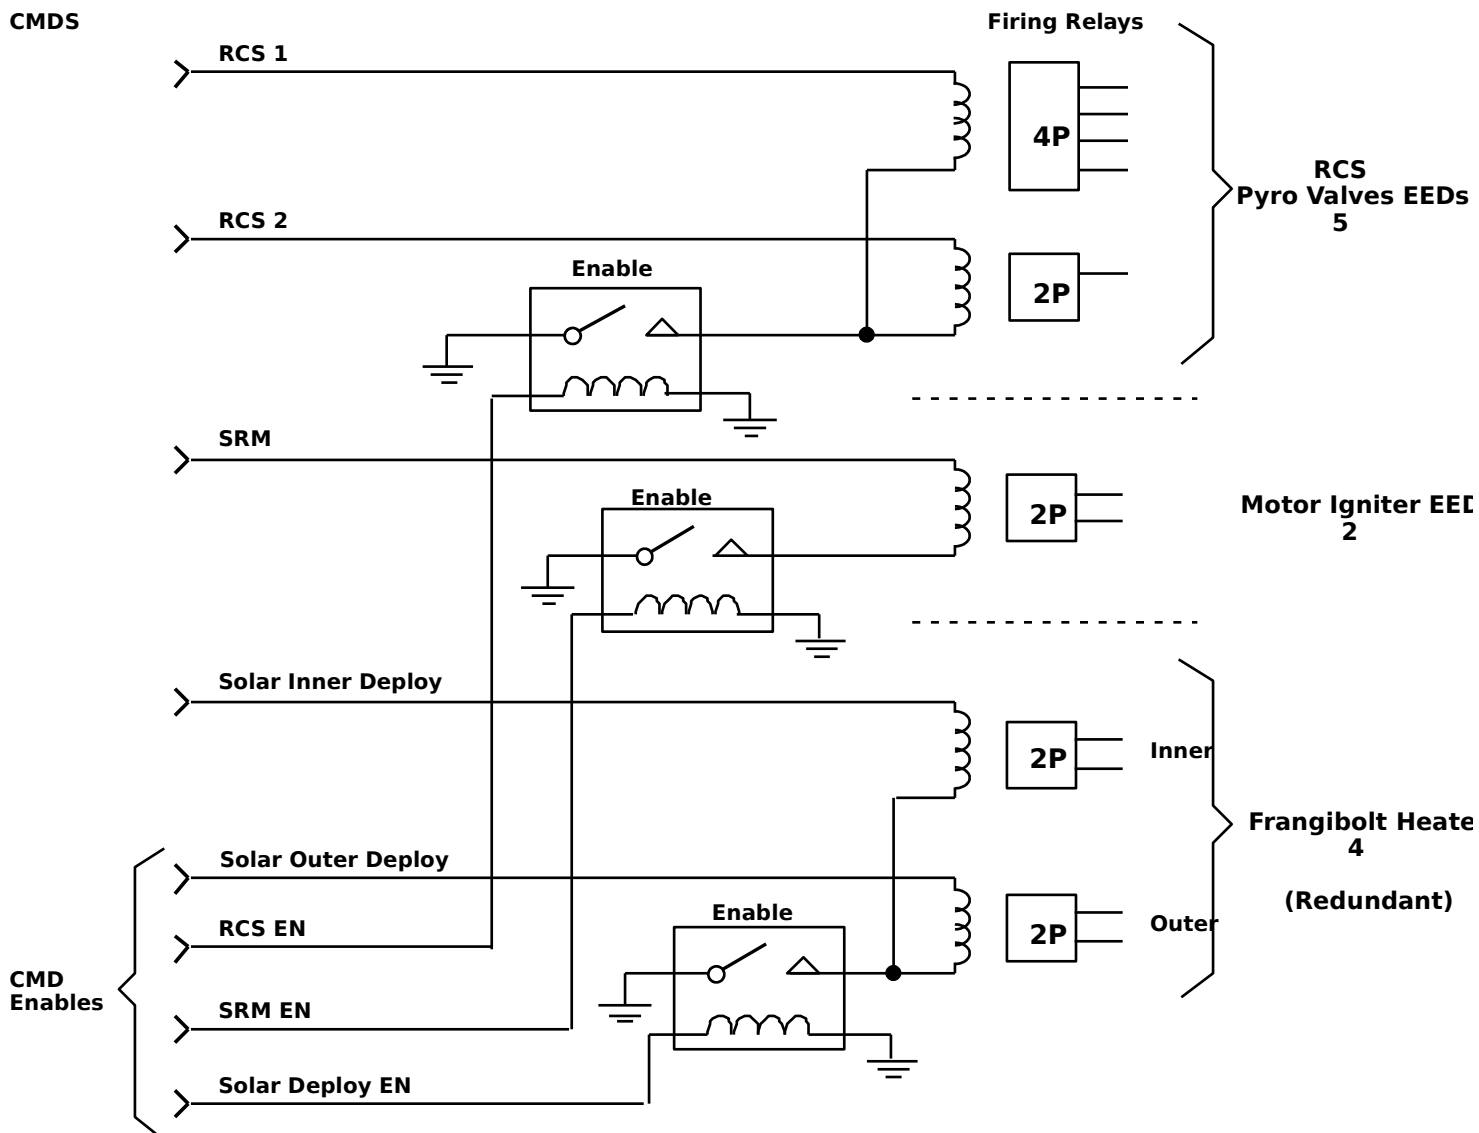 CMDS
Firing Relays
RCS 1
4P
RCS
Pyro Valves EEDs
5
RCS 2
Enable
2P
SRM
Enable
2P
Motor Igniter EED
2
Solar Inner Deploy
2P
Inner
Frangibolt Heate
4
(Redundant)
Solar Outer Deploy
Enable
2P
Outer
RCS EN
CMD
Enables
SRM EN
Solar Deploy EN